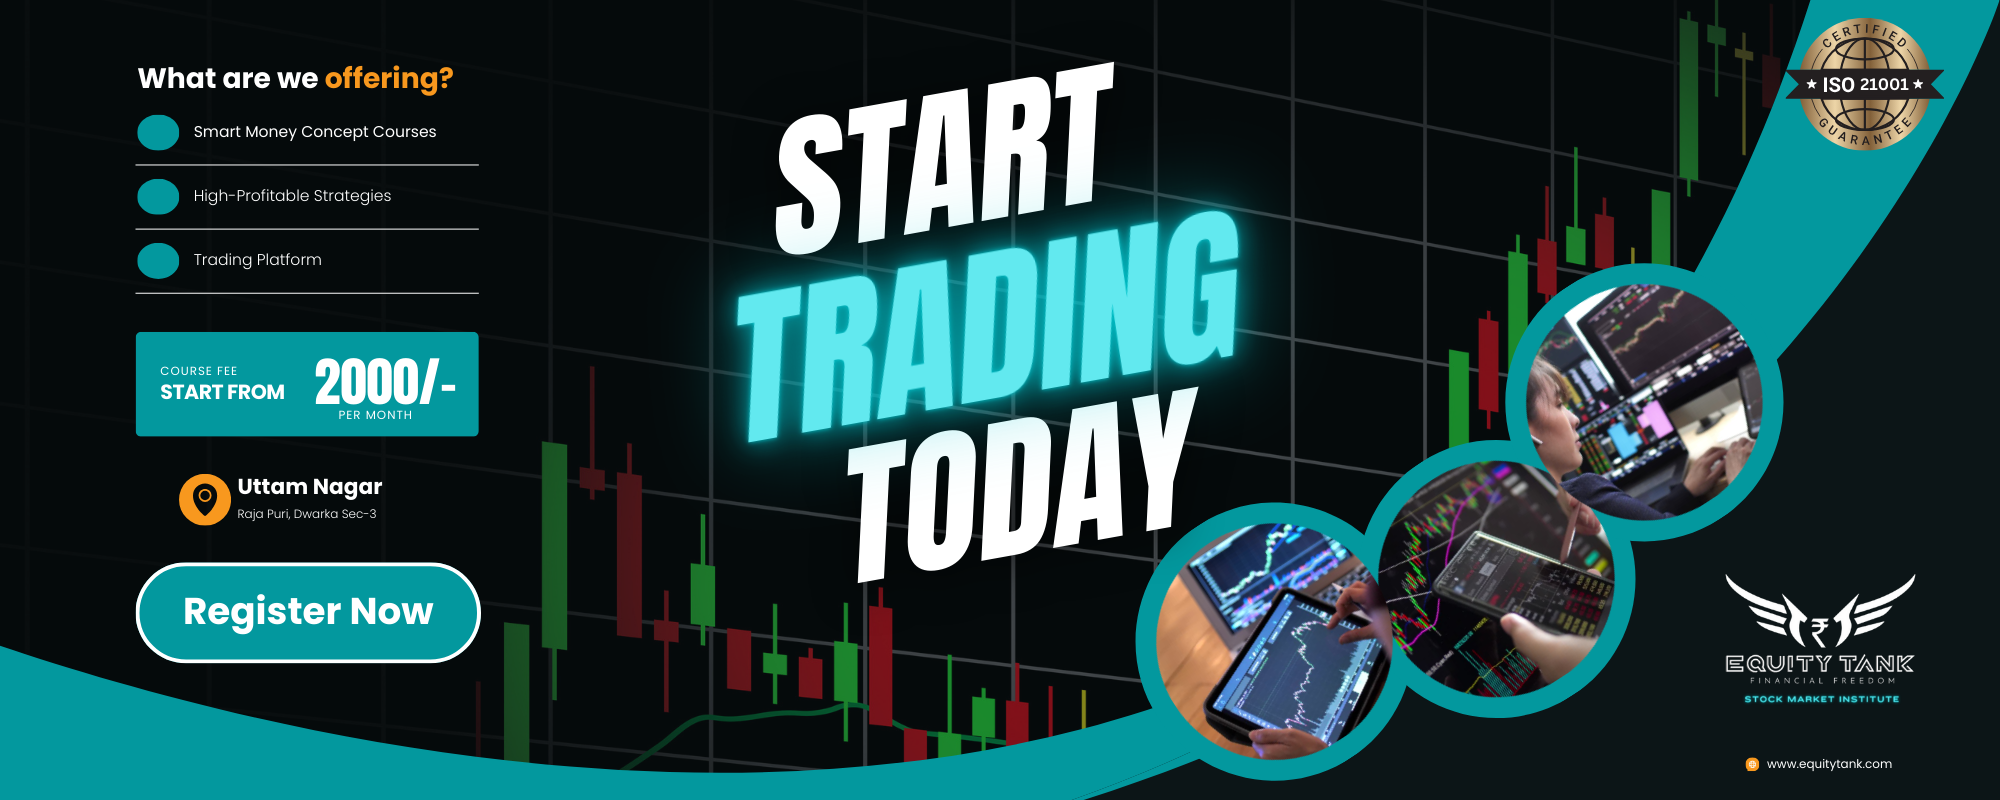 What are we offering?
Smart Money Concept Courses
High-Profitable Strategies
Trading Platform
COURSE FEE
START FROM
2000/-
PER MONTH
Uttam Nagar
Raja Puri, Dwarka Sec-3
Register Now
START
TRADING
TODAY
CERTIFIED
★ ISO 21001 ★
GUARANTEE
₹
EQUITY TANK
FINANCIAL FREEDOM
STOCK MARKET INSTITUTE
www.equitytank.com